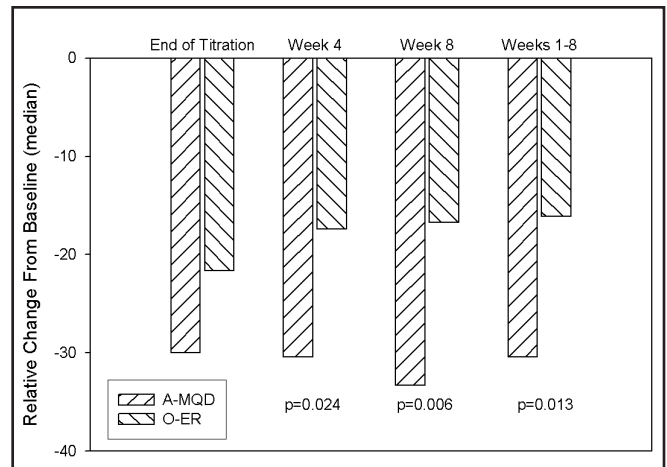 End of Titration Week 4 Week 8 Weeks 1-8
0
-10
-20
-30
-40
Relative Change From Baseline (median)
A-MQD
O-ER
p=0.024 p=0.006 p=0.013